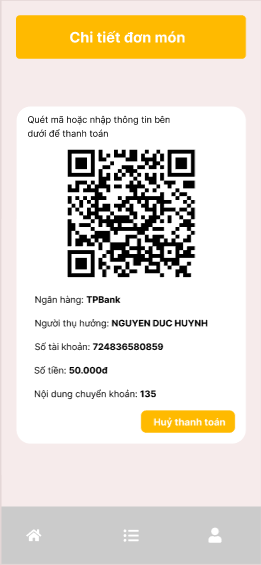 Chi tiết đơn món
Quét mã hoặc nhập thông tin bên
dưới để thanh toán
Ngân hàng: TPBank
Người thụ hưởng: NGUYEN DUC HUYNH
Số tài khoản: 724836580859
Số tiền: 50.000đ
Nội dung chuyển khoản: 135
Huỷ thanh toán